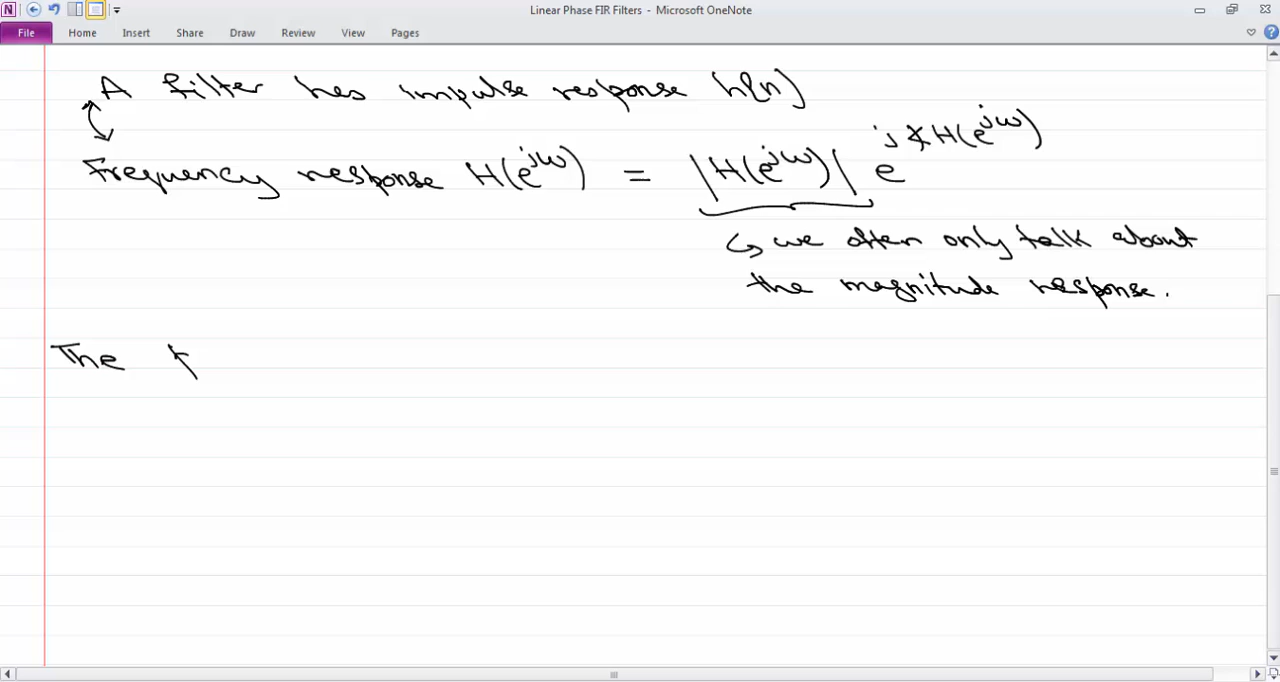 Linear Phase FIR Filters - Microsoft OneNote
File Home Insert Share Draw Review View Pages
A filter has impulse response h[n]
Frequency response H(e^{jω}) = |H(e^{jω})| e^{j∡H(e^{jω})}
↳ we often only talk about
the magnitude response.
The